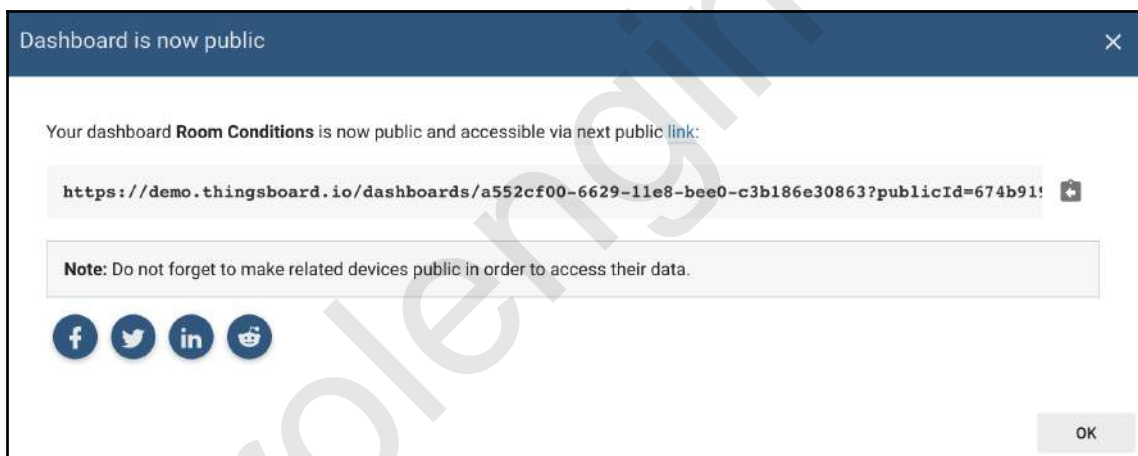 Dashboard is now public
Your dashboard Room Conditions is now public and accessible via next public link:
https://demo.thingsboard.io/dashboards/a552cf00-6629-11e8-bee0-c3b186e30863?publicId=674b91
Note: Do not forget to make related devices public in order to access their data.
f in
OK